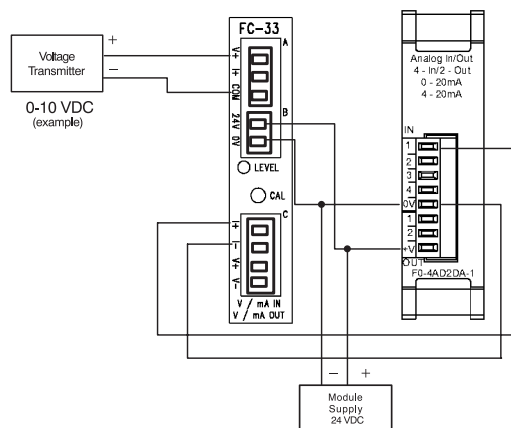 Voltage
Transmitter
+
−
0-10 VDC
(example)
FC-33
A
V+
I+
COM
B
24V
0V
LEVEL
CAL
C
I+
I-
V+
V-
V / mA IN
V / mA OUT
Analog In/Out
4 - In/2 - Out
0 - 20mA
4 - 20mA
IN
1
2
3
4
0V
1
2
+V
OUT
F0-4AD2DA-1
− +
Module
Supply
24 VDC